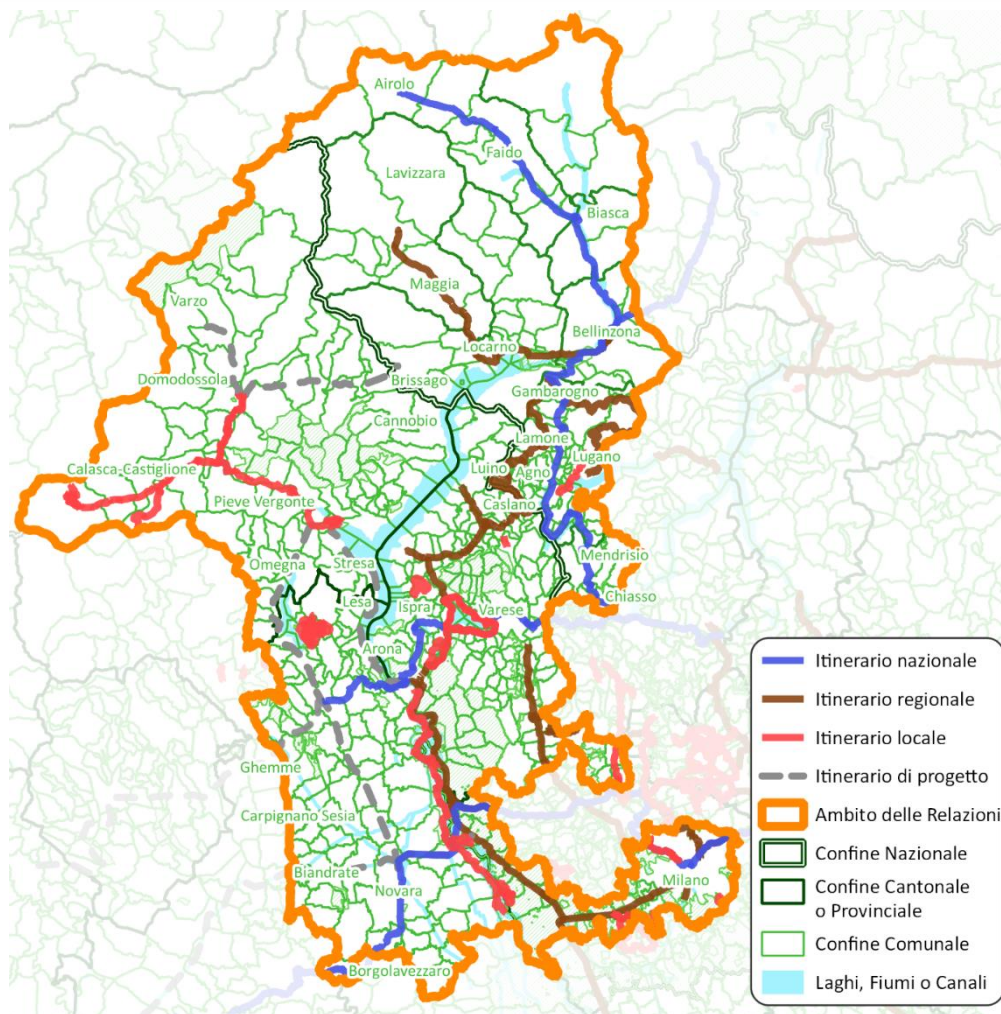 Airolo
Faido
Lavizzara
Biasca
Maggia
Varzo
Bellinzona
Locarno
Domodossola
Brissago
Gambarogno
Cannobio
Lamone
Lugano
Luino
Agno
Calasca-Castiglione
Pieve Vergonte
Caslano
Mendrisio
Omegna
Stresa
Chiasso
Lesa
Ispra
Varese
Arona
Ghemme
Carpignano Sesia
Biandrate
Novara
Milano
Borgolavezzaro
Itinerario nazionale
Itinerario regionale
Itinerario locale
Itinerario di progetto
Ambito delle Relazioni
Confine Nazionale
Confine Cantonale
o Provinciale
Confine Comunale
Laghi, Fiumi o Canali